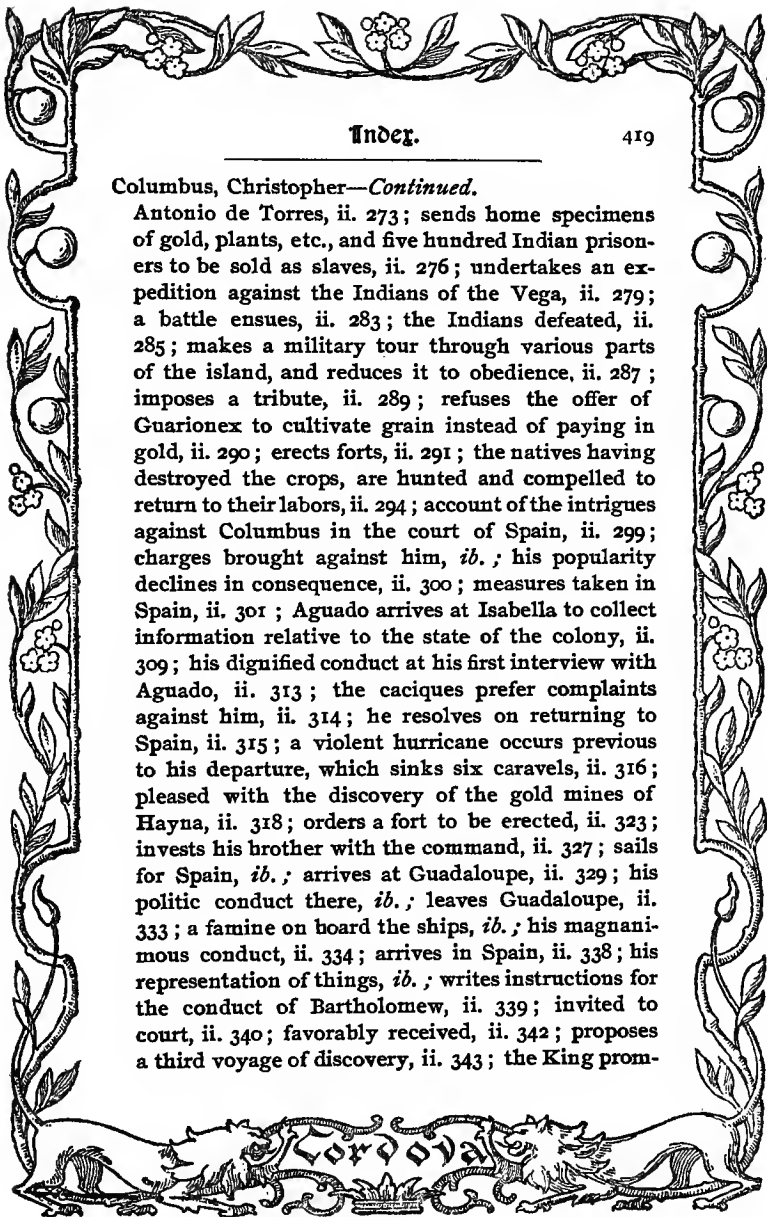 Index.
419
Columbus, Christopher—Continued.
Antonio de Torres, ii. 273; sends home specimens
of gold, plants, etc., and five hundred Indian prison-
ers to be sold as slaves, ii. 276; undertakes an ex-
pedition against the Indians of the Vega, ii. 279;
a battle ensues, ii. 283; the Indians defeated, ii.
285; makes a military tour through various parts
of the island, and reduces it to obedience, ii. 287;
imposes a tribute, ii. 289; refuses the offer of
Guarionex to cultivate grain instead of paying in
gold, ii. 290; erects forts, ii. 291; the natives having
destroyed the crops, are hunted and compelled to
return to their labors, ii. 294; account of the intrigues
against Columbus in the court of Spain, ii. 299;
charges brought against him, ib.; his popularity
declines in consequence, ii. 300; measures taken in
Spain, ii. 301; Aguado arrives at Isabella to collect
information relative to the state of the colony, ii.
309; his dignified conduct at his first interview with
Aguado, ii. 313; the caciques prefer complaints
against him, ii. 314; he resolves on returning to
Spain, ii. 315; a violent hurricane occurs previous
to his departure, which sinks six caravels, ii. 316;
pleased with the discovery of the gold mines of
Hayna, ii. 318; orders a fort to be erected, ii. 323;
invests his brother with the command, ii. 327; sails
for Spain, ib.; arrives at Guadaloupe, ii. 329; his
politic conduct there, ib.; leaves Guadaloupe, ii.
333; a famine on board the ships, ib.; his magnani-
mous conduct, ii. 334; arrives in Spain, ii. 338; his
representation of things, ib.; writes instructions for
the conduct of Bartholomew, ii. 339; invited to
court, ii. 340; favorably received, ii. 342; proposes
a third voyage of discovery, ii. 343; the King prom-
Cordova